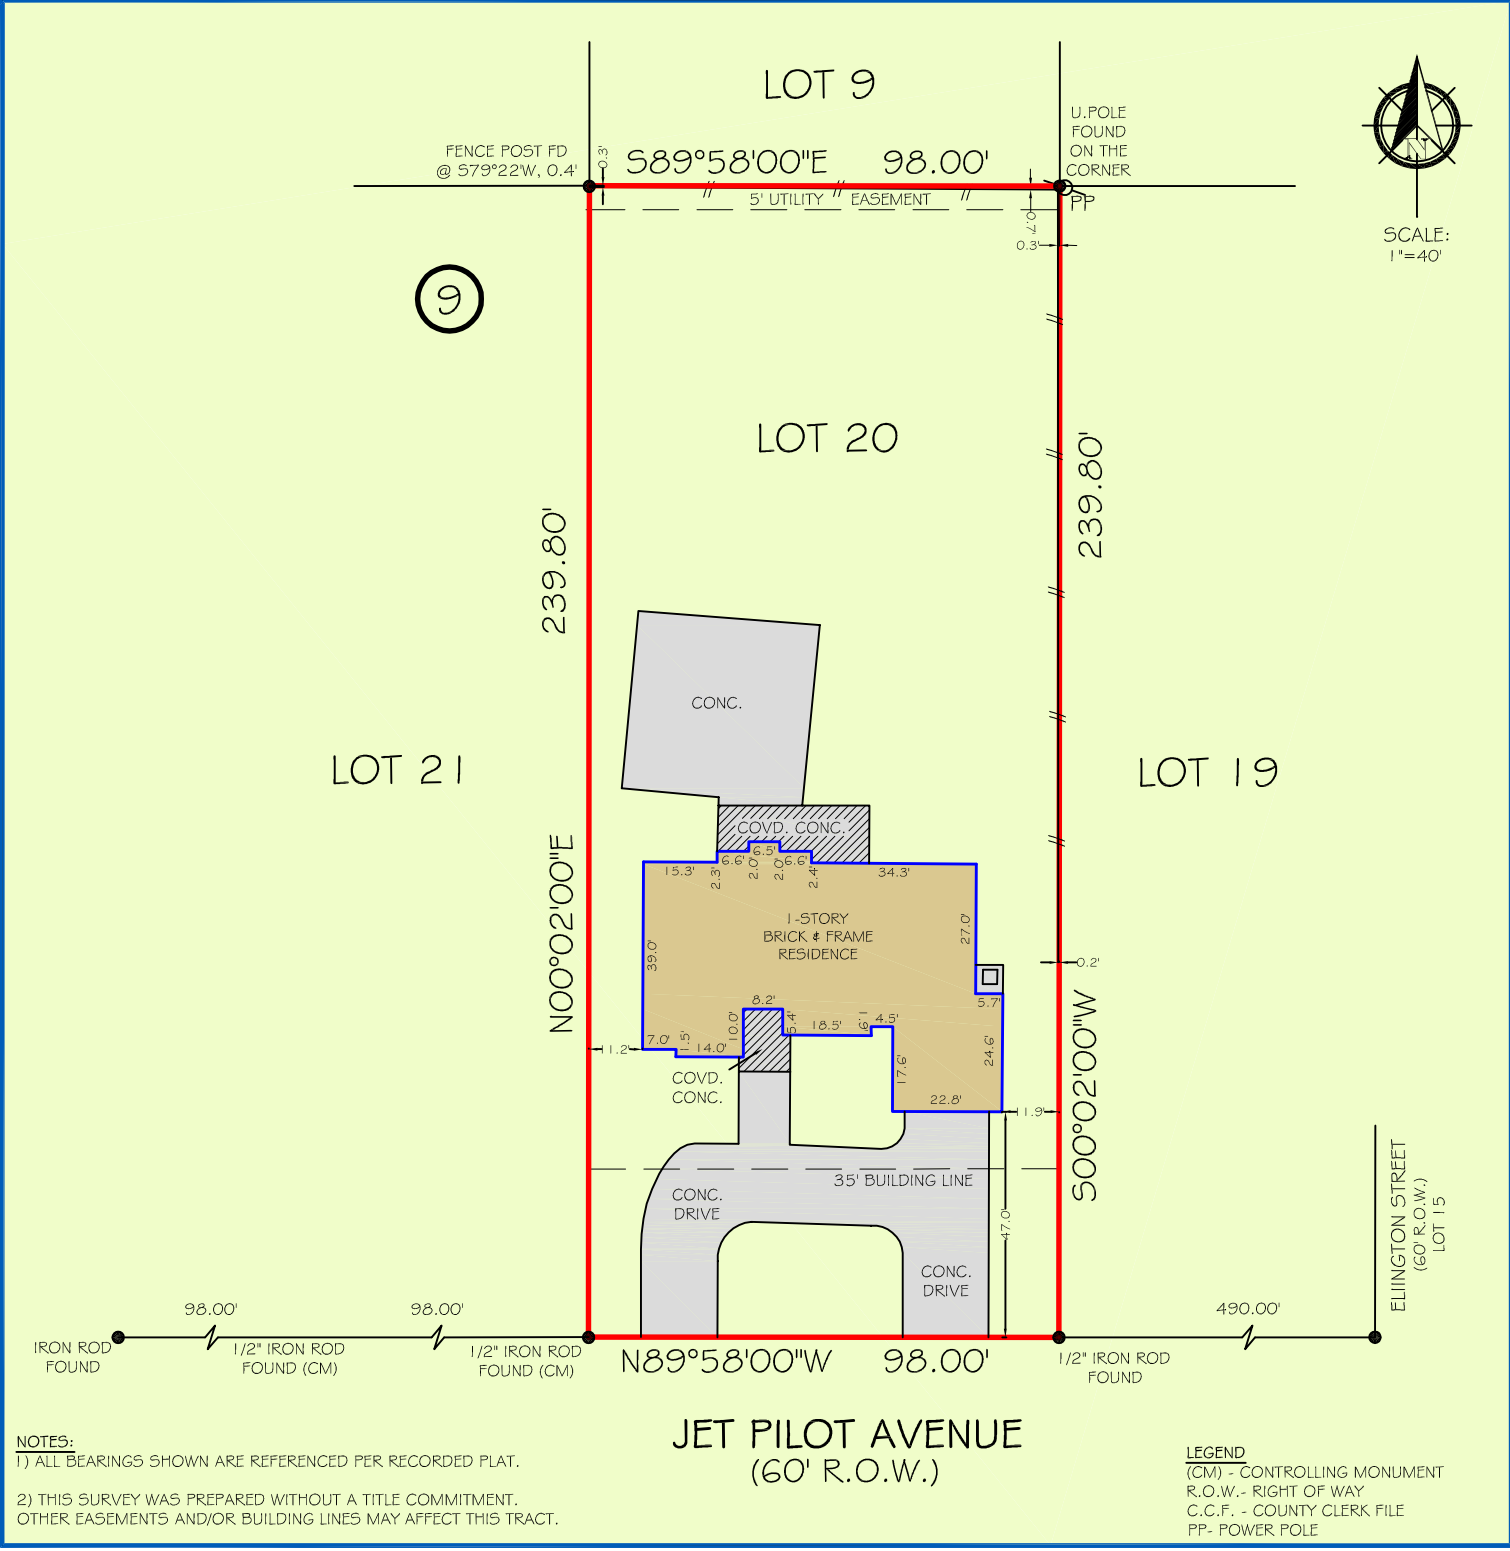 LOT 9
U.POLE
FOUND
ON THE
CORNER
FENCE POST FD
@ S79°22'W, 0.4'
0.3'
S89°58'00"E 98.00'
5' UTILITY EASEMENT
PP
0.7'
0.3'
N
SCALE:
1"=40'
9
LOT 20
239.80'
239.80'
CONC.
LOT 21
LOT 19
COVD. CONC.
6.5'
15.3'
6.6'
6.6'
34.3'
2.3'
2.0'
2.0'
2.4'
1-STORY
BRICK & FRAME
RESIDENCE
39.0'
27.0'
N00°02'00"E
0.2'
5.7'
8.2'
10.0'
5.4'
18.5'
1.9'
4.5'
7.0'
1.5'
14.0'
11.2'
17.6'
24.6'
S00°02'00"W
COVD.
CONC.
22.8'
11.9'
35' BUILDING LINE
CONC.
DRIVE
47.0'
CONC.
DRIVE
ELIINGTON STREET
(60' R.O.W.)
LOT 15
98.00'
98.00'
490.00'
IRON ROD
FOUND
1/2" IRON ROD
FOUND (CM)
1/2" IRON ROD
FOUND (CM)
N89°58'00"W 98.00'
1/2" IRON ROD
FOUND
JET PILOT AVENUE
(60' R.O.W.)
NOTES:
1) ALL BEARINGS SHOWN ARE REFERENCED PER RECORDED PLAT.
2) THIS SURVEY WAS PREPARED WITHOUT A TITLE COMMITMENT.
OTHER EASEMENTS AND/OR BUILDING LINES MAY AFFECT THIS TRACT.
LEGEND
(CM) - CONTROLLING MONUMENT
R.O.W.- RIGHT OF WAY
C.C.F. - COUNTY CLERK FILE
PP- POWER POLE